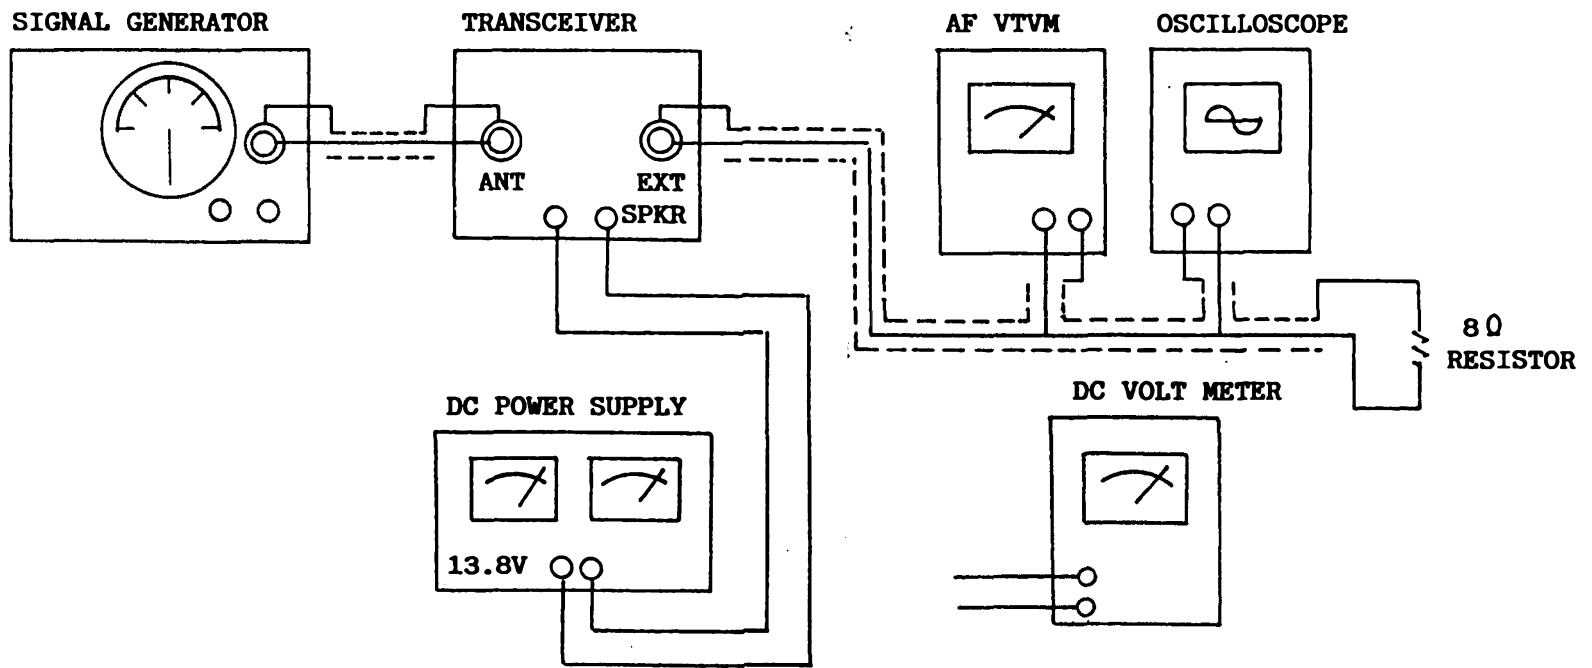 SIGNAL GENERATOR
TRANSCEIVER
AF VTVM
OSCILLOSCOPE
ANT
EXT
SPKR
8Ω
RESISTOR
DC POWER SUPPLY
DC VOLT METER
13.8V